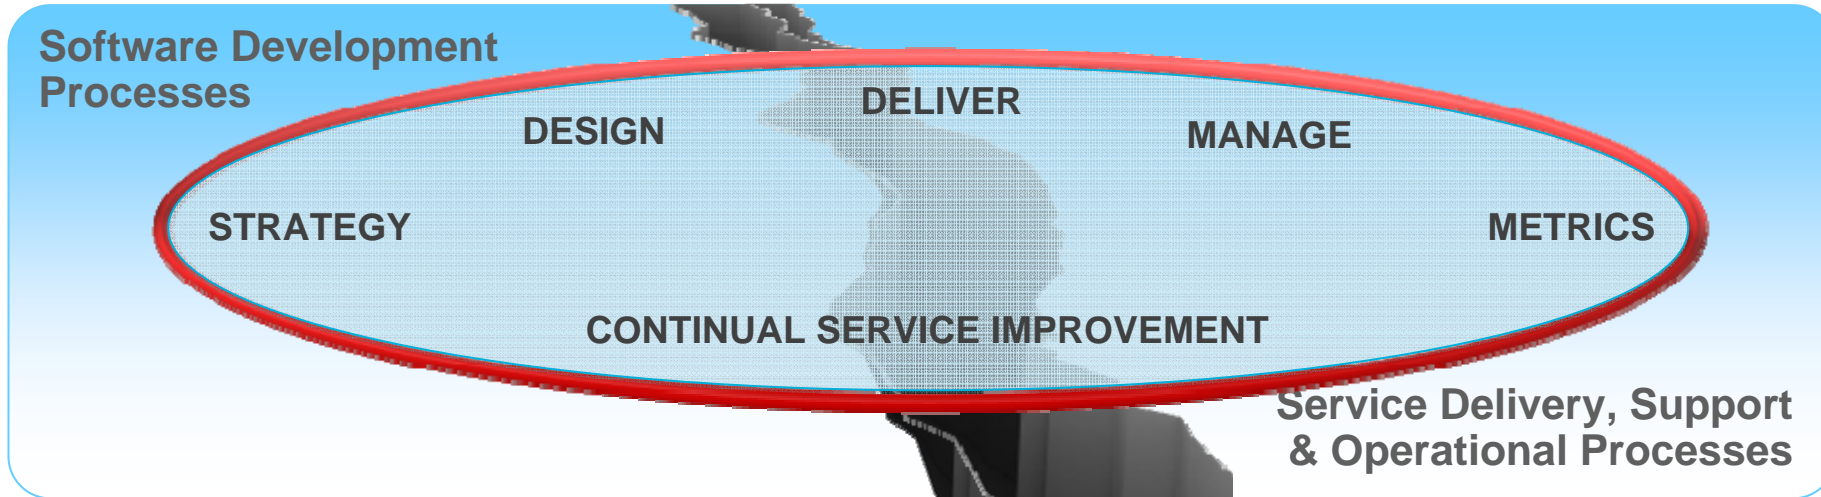 Software Development
Processes
DELIVER
DESIGN
MANAGE
STRATEGY
METRICS
CONTINUAL SERVICE IMPROVEMENT
Service Delivery, Support
& Operational Processes